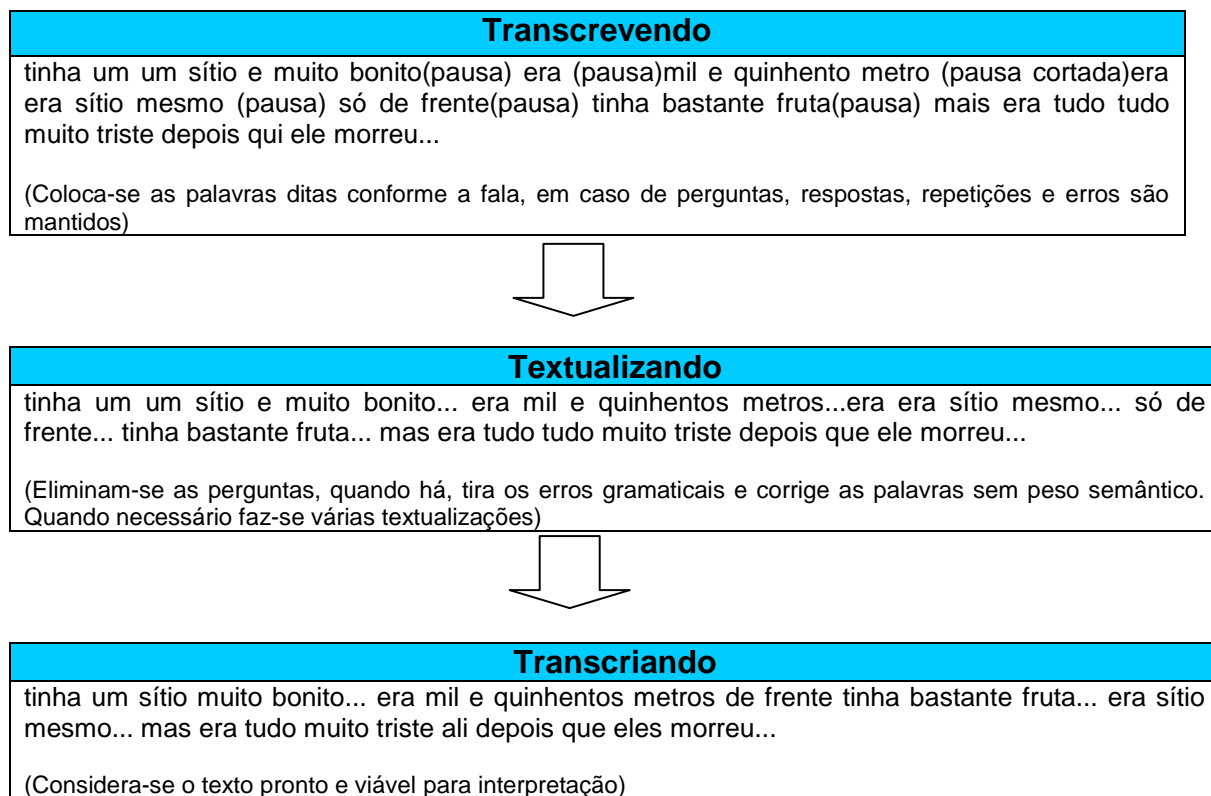 Transcrevendo
tinha um um sítio e muito bonito(pausa) era (pausa)mil e quinhento metro (pausa cortada)era
era sítio mesmo (pausa) só de frente(pausa) tinha bastante fruta(pausa) mais era tudo tudo
muito triste depois qui ele morreu...
(Coloca-se as palavras ditas conforme a fala, em caso de perguntas, respostas, repetições e erros são
mantidos)
Textualizando
tinha um um sítio e muito bonito... era mil e quinhentos metros...era era sítio mesmo... só de
frente... tinha bastante fruta... mas era tudo tudo muito triste depois que ele morreu...
(Eliminam-se as perguntas, quando há, tira os erros gramaticais e corrige as palavras sem peso semântico.
Quando necessário faz-se várias textualizações)
Transcriando
tinha um sítio muito bonito... era mil e quinhentos metros de frente tinha bastante fruta... era sítio
mesmo... mas era tudo muito triste ali depois que eles morreu...
(Considera-se o texto pronto e viável para interpretação)